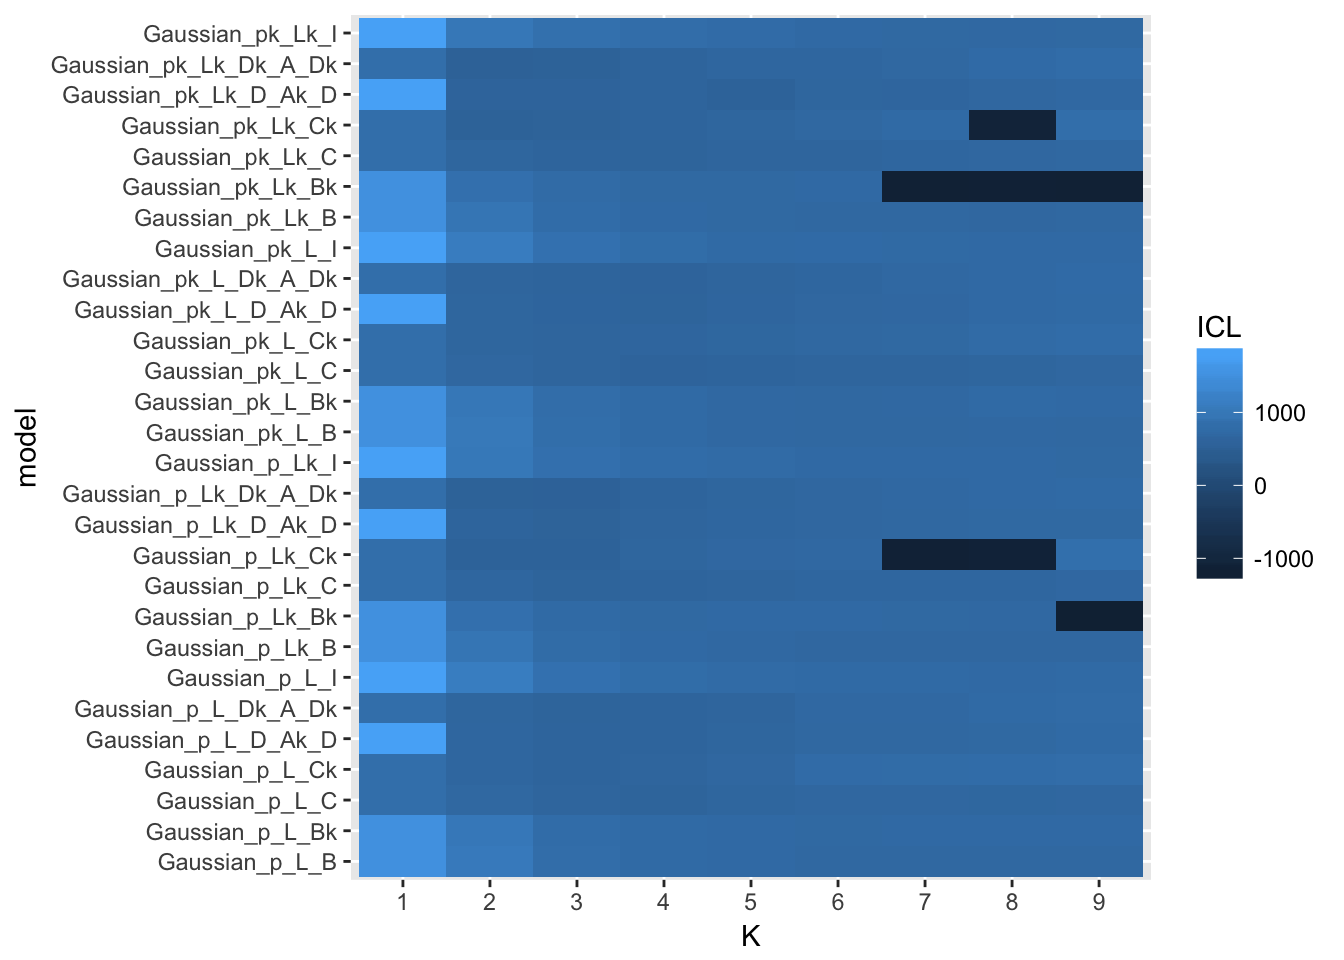 Gaussian_pk_Lk_I
Gaussian_pk_Lk_Dk_A_Dk
Gaussian_pk_Lk_D_Ak_D
Gaussian_pk_Lk_Ck
Gaussian_pk_Lk_C
Gaussian_pk_Lk_Bk
Gaussian_pk_Lk_B
Gaussian_pk_L_I
Gaussian_pk_L_Dk_A_Dk
Gaussian_pk_L_D_Ak_D
Gaussian_pk_L_Ck
Gaussian_pk_L_C
Gaussian_pk_L_Bk
Gaussian_pk_L_B
Gaussian_p_Lk_I
Gaussian_p_Lk_Dk_A_Dk
Gaussian_p_Lk_D_Ak_D
Gaussian_p_Lk_Ck
Gaussian_p_Lk_C
Gaussian_p_Lk_Bk
Gaussian_p_Lk_B
Gaussian_p_L_I
Gaussian_p_L_Dk_A_Dk
Gaussian_p_L_D_Ak_D
Gaussian_p_L_Ck
Gaussian_p_L_C
Gaussian_p_L_Bk
Gaussian_p_L_B
model
1 2 3 4 5 6 7 8 9
K
ICL
1000
0
-1000